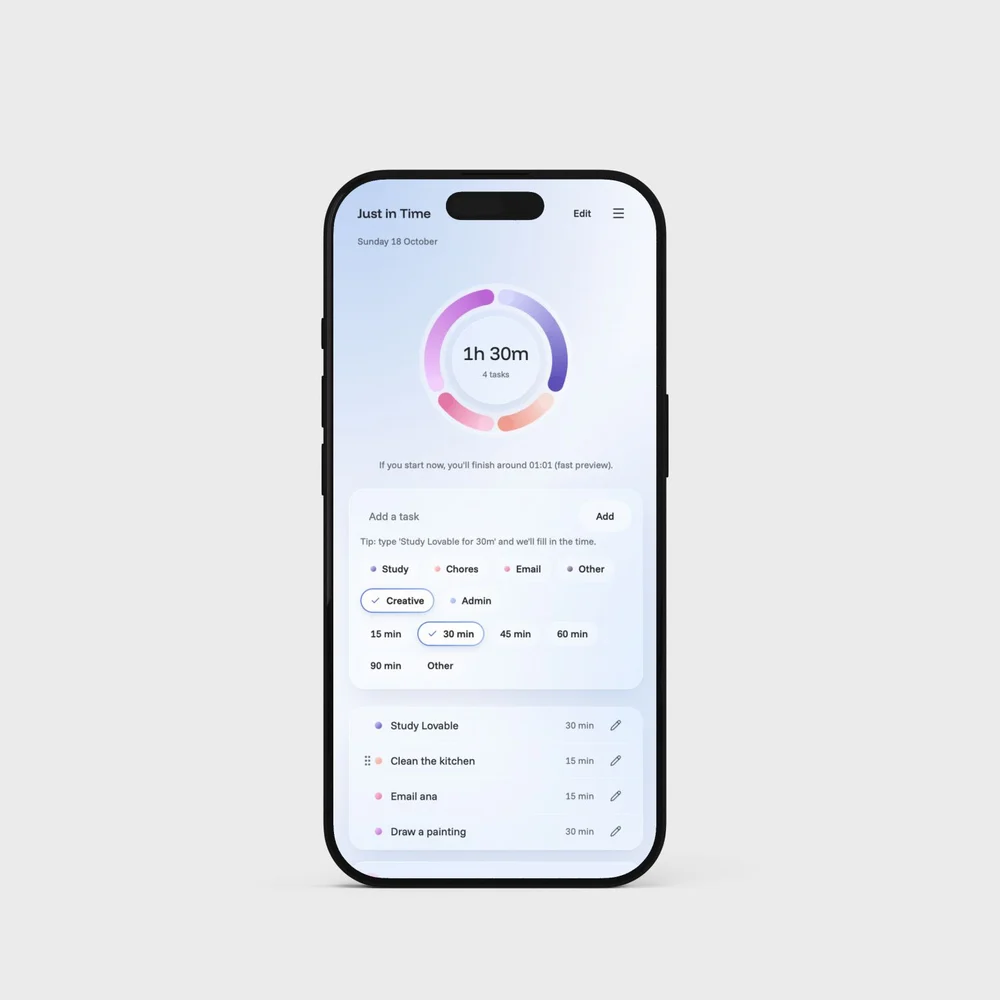 Just in Time Edit
Sunday 18 October
1h 30m
4 tasks
If you start now, you'll finish around 01:01 (fast preview).
Add a task Add
Tip: type 'Study Lovable for 30m' and we'll fill in the time.
Study Chores Email Other
Creative Admin
15 min 30 min 45 min 60 min
90 min Other
Study Lovable 30 min
Clean the kitchen 15 min
Email ana 15 min
Draw a painting 30 min